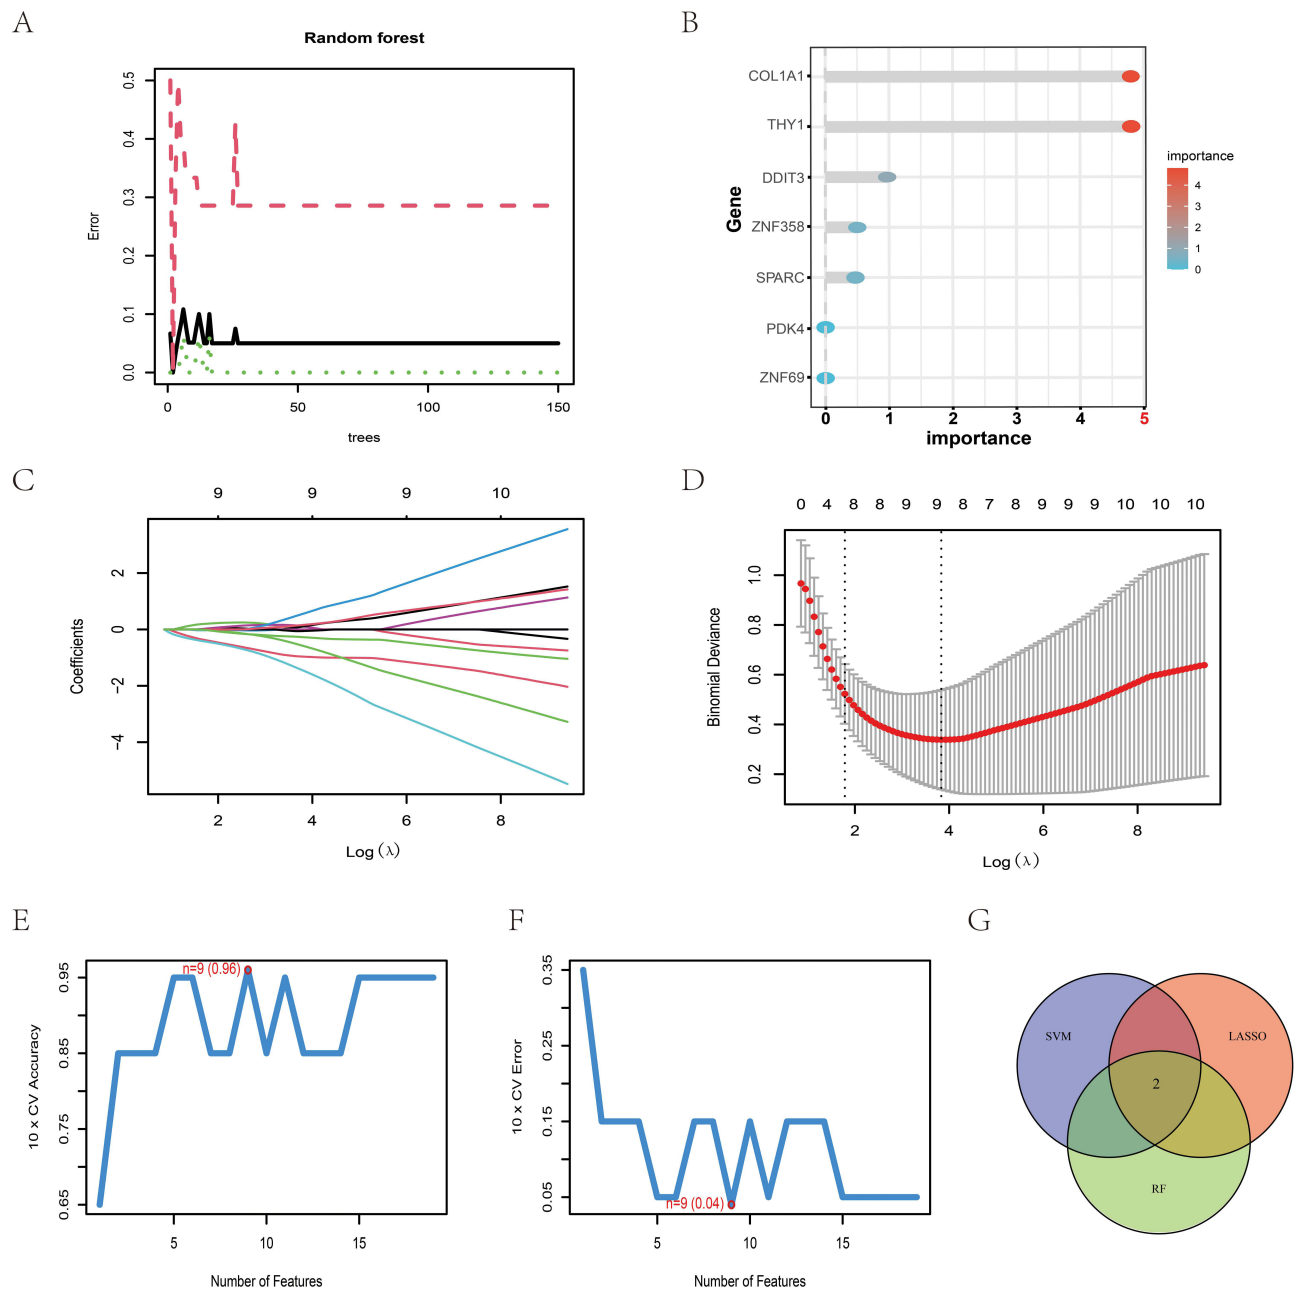 A
Random forest
0.5
0.4
0.3
0.2
0.1
0.0
Error
0 50 100 150
trees
B
COL1A1
THY1
DDIT3
ZNF358
SPARC
PDK4
ZNF69
Gene
0 1 2 3 4 5
importance
importance
4
3
2
1
0
C
9 9 9 10
2
0
-2
-4
Coefficients
2 4 6 8
Log (λ)
D
0 4 8 8 9 9 8 7 8 9 9 9 10 10 10
1.0
0.8
0.6
0.4
0.2
Binomial Deviance
2 4 6 8
Log (λ)
E
n=9 (0.96)
0.95
0.85
0.75
0.65
10 x CV Accuracy
5 10 15
Number of Features
F
0.35
0.25
0.15
0.05
10 x CV Error
n=9 (0.04)
5 10 15
Number of Features
G
SVM
LASSO
2
RF